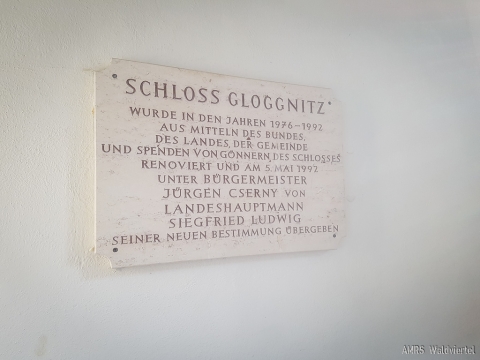 SCHLOSS GLOGGNITZ
WURDE IN DEN JAHREN 1976-1992
AUS MITTELN DES BUNDES,
DES LANDES, DER GEMEINDE
UND SPENDEN VON GÖNNERN DES SCHLOSSES
RENOVIERT UND AM 5. MAI 1992
UNTER BÜRGERMEISTER
JÜRGEN CSERNY VON
LANDESHAUPTMANN
SIEGFRIED LUDWIG
SEINER NEUEN BESTIMMUNG ÜBERGEBEN
AMRS Waldviertel